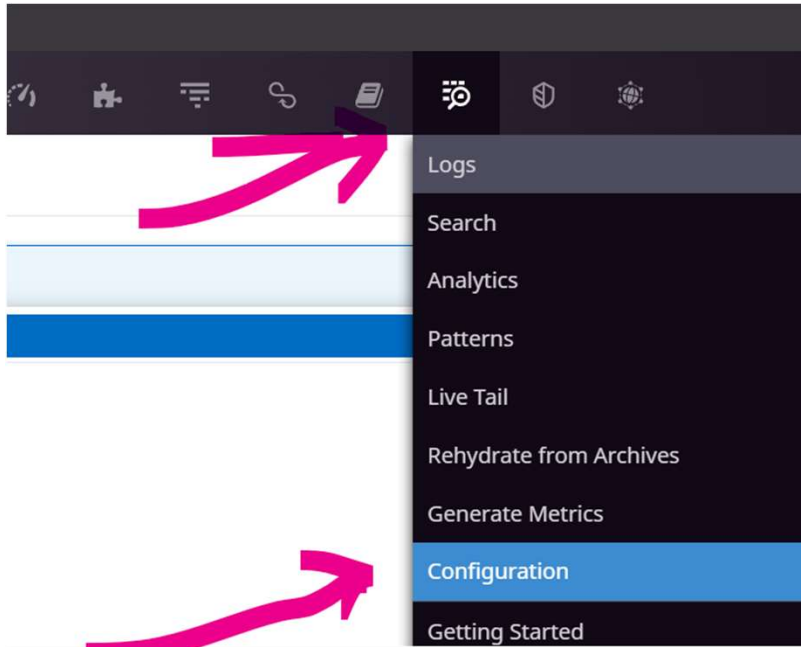 Logs
Search
Analytics
Patterns
Live Tail
Rehydrate from Archives
Generate Metrics
Configuration
Getting Started